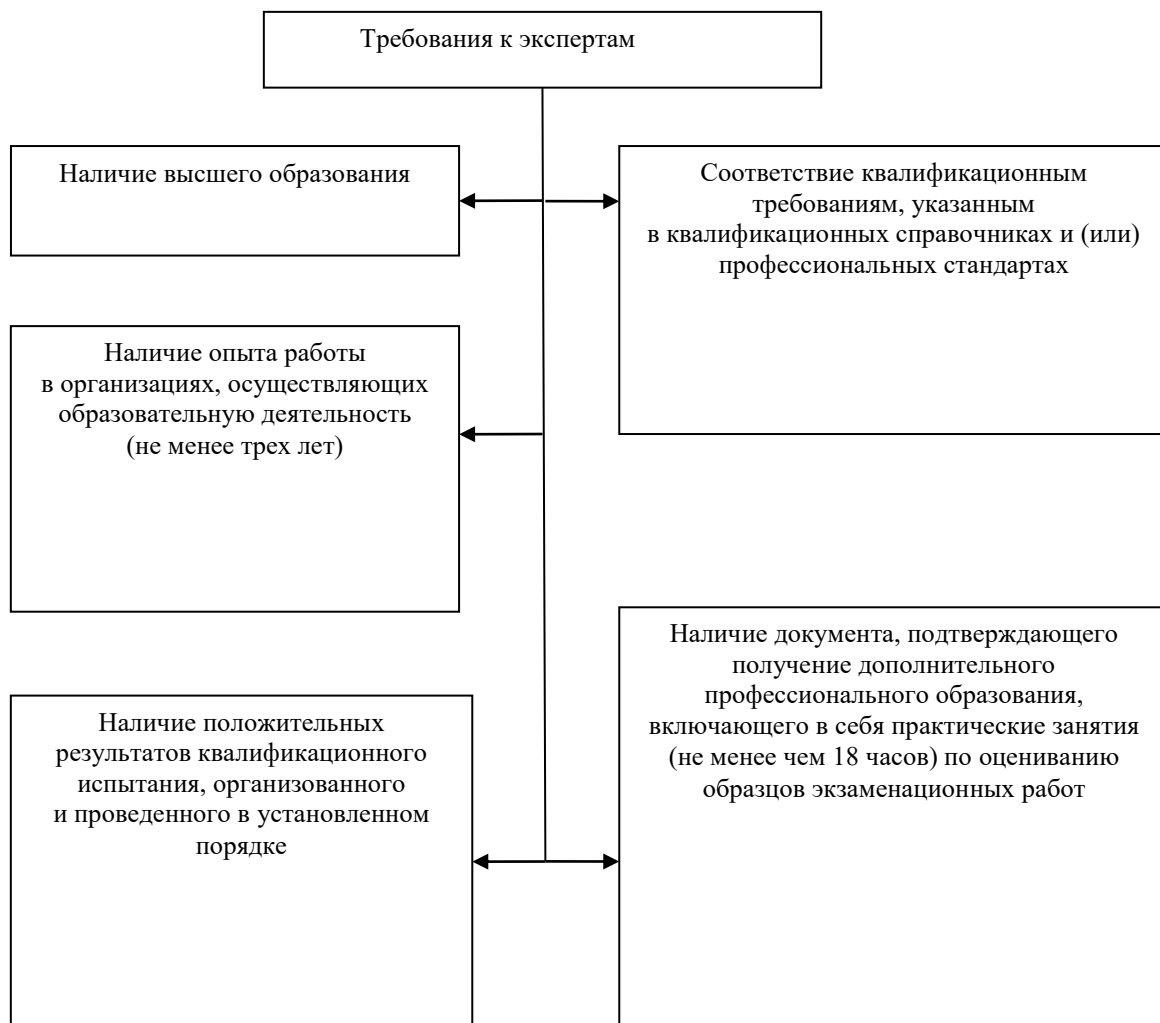 Требования к экспертам
Наличие высшего образования
Соответствие квалификационным
требованиям, указанным
в квалификационных справочниках и (или)
профессиональных стандартах
Наличие опыта работы
в организациях, осуществляющих
образовательную деятельность
(не менее трех лет)
Наличие документа, подтверждающего
получение дополнительного
профессионального образования,
включающего в себя практические занятия
(не менее чем 18 часов) по оцениванию
образцов экзаменационных работ
Наличие положительных
результатов квалификационного
испытания, организованного
и проведенного в установленном
порядке